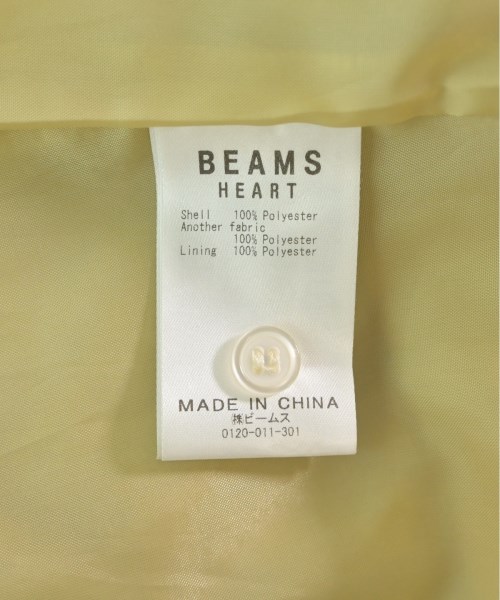 BEAMS
HEART
Shell 100% Polyester
Another fabric
100% Polyester
Lining 100% Polyester
MADE IN CHINA
㈱ビームス
0120-011-301